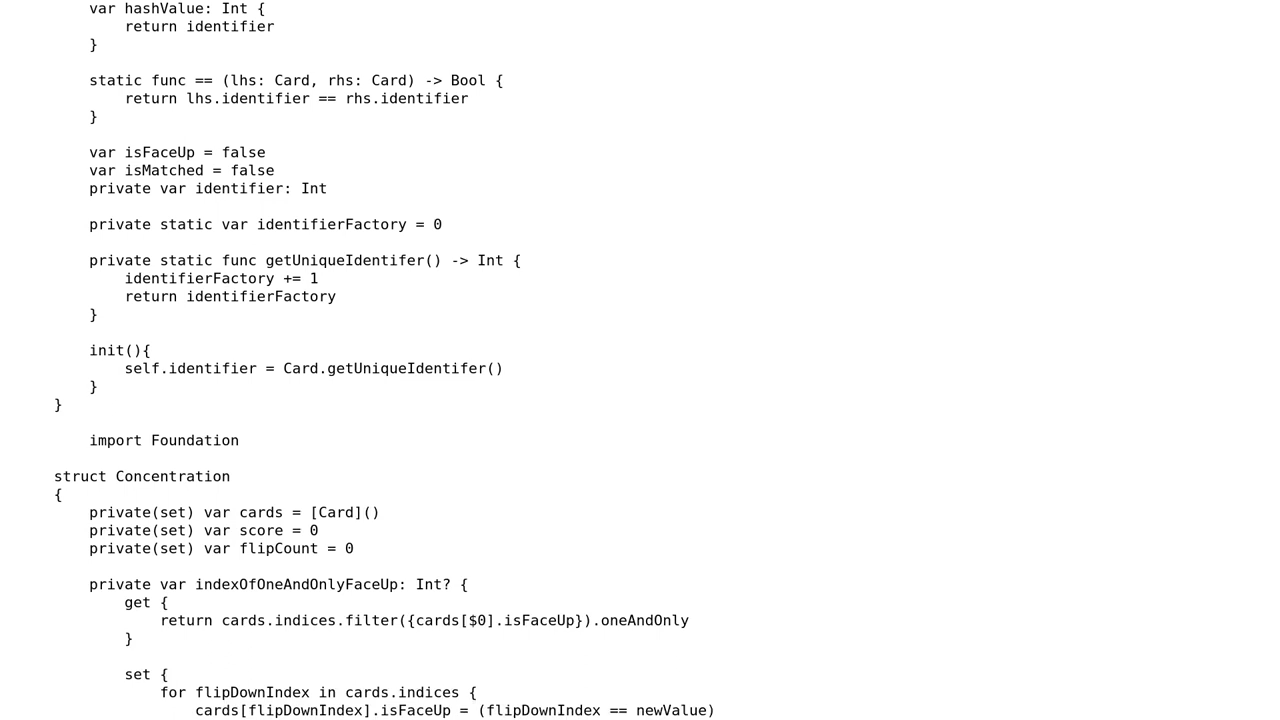 var hashValue: Int {
return identifier
}
static func == (lhs: Card, rhs: Card) -> Bool {
return lhs.identifier == rhs.identifier
}
var isFaceUp = false
var isMatched = false
private var identifier: Int
private static var identifierFactory = 0
private static func getUniqueIdentifer() -> Int {
identifierFactory += 1
return identifierFactory
}
init(){
self.identifier = Card.getUniqueIdentifer()
}
}
import Foundation
struct Concentration
{
private(set) var cards = [Card]()
private(set) var score = 0
private(set) var flipCount = 0
private var indexOfOneAndOnlyFaceUp: Int? {
get {
return cards.indices.filter({cards[$0].isFaceUp}).oneAndOnly
}
set {
for flipDownIndex in cards.indices {
cards[flipDownIndex].isFaceUp = (flipDownIndex == newValue)